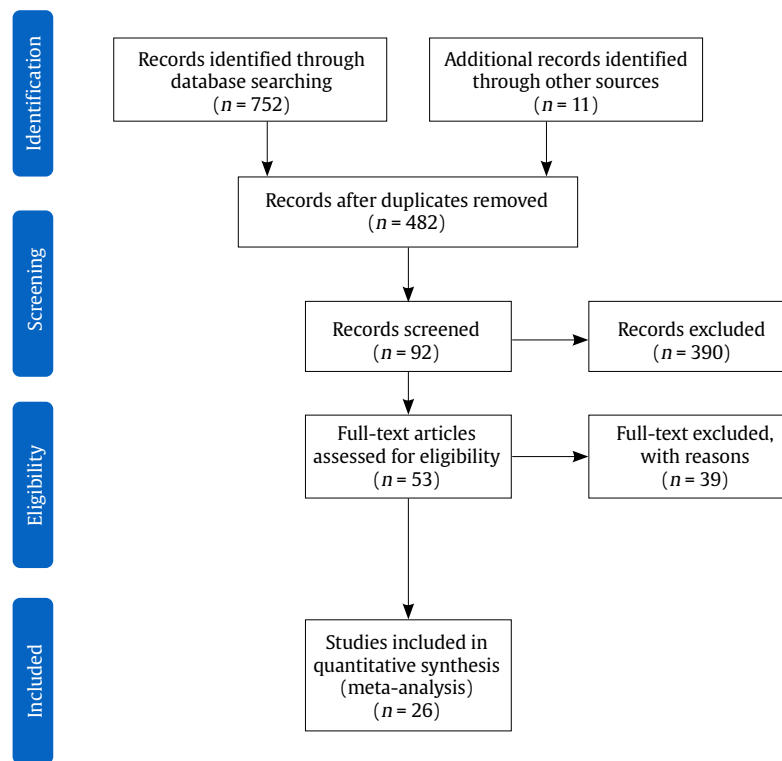 Identification
Records identified through
database searching
(n = 752)
Additional records identified
through other sources
(n = 11)
Records after duplicates removed
(n = 482)
Screening
Records screened
(n = 92)
Records excluded
(n = 390)
Eligibility
Full-text articles
assessed for eligibility
(n = 53)
Full-text excluded,
with reasons
(n = 39)
Included
Studies included in
quantitative synthesis
(meta-analysis)
(n = 26)